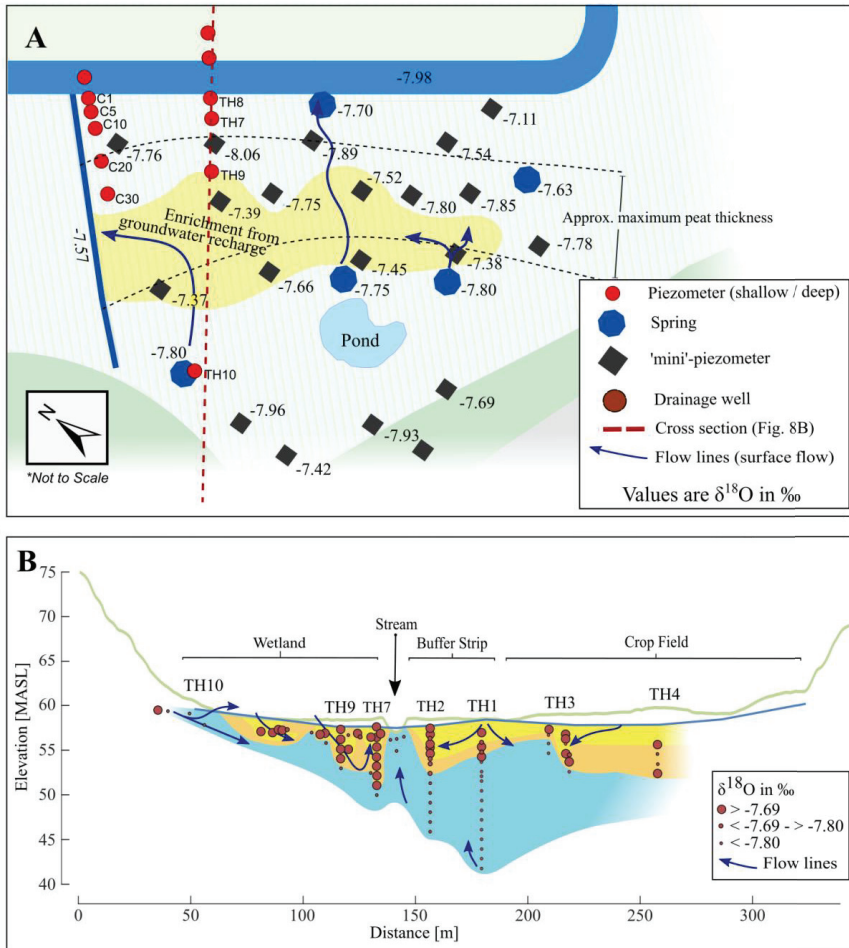 A
-7.98
C1
C5
C10
C20
C30
TH8
TH7
TH9
-7.70
-7.11
-7.76
-8.06
-7.89
-7.54
-7.63
-7.52
-7.39
-7.75
-7.80
-7.85
Enrichment from
groundwater recharge
Approx. maximum peat thickness
-7.57
-7.78
-7.38
-7.45
-7.66
-7.75
-7.80
-7.37
-7.80
TH10
Pond
-7.69
-7.96
-7.93
-7.42
N
*Not to Scale
Piezometer (shallow / deep)
Spring
'mini'-piezometer
Drainage well
Cross section (Fig. 8B)
Flow lines (surface flow)
Values are δ18O in ‰
B
75
70
65
60
55
50
45
40
Elevation [MASL]
Stream
Wetland
Buffer Strip
Crop Field
TH10
TH9
TH7
TH2
TH1
TH3
TH4
δ18O in ‰
> -7.69
< -7.69 - > -7.80
< -7.80
Flow lines
0
50
100
150
200
250
300
Distance [m]